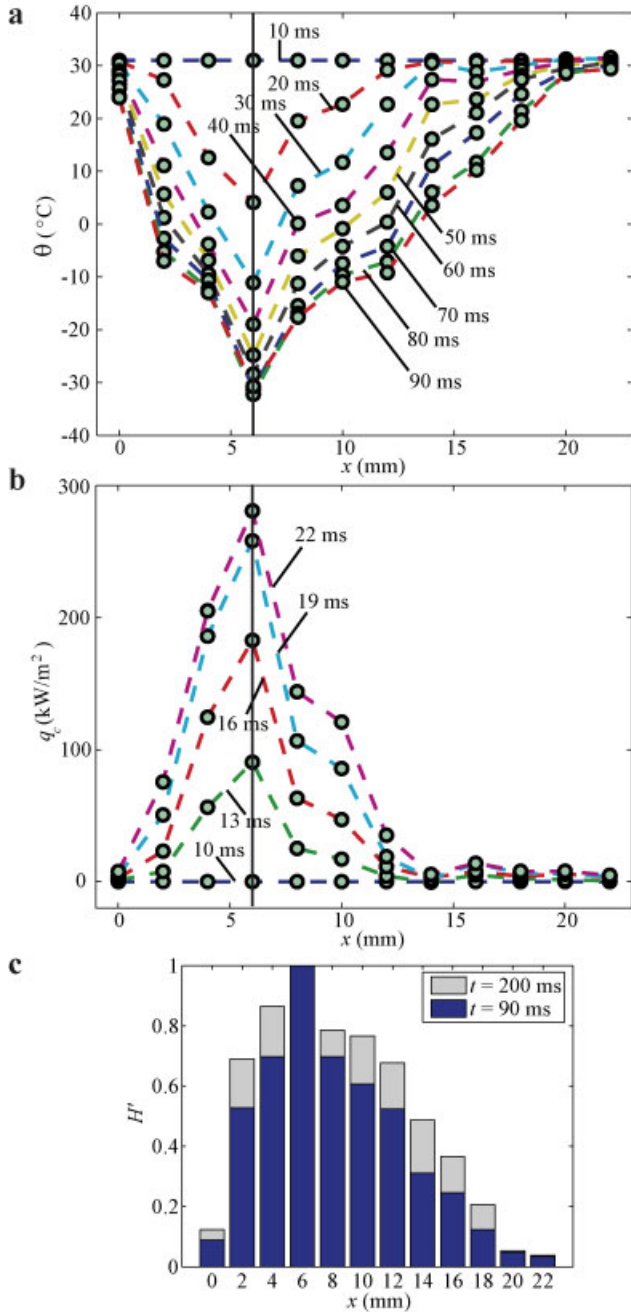 a
40
30
20
10
0
-10
-20
-30
-40
θ (°C)
10 ms
20 ms
30 ms
40 ms
50 ms
60 ms
70 ms
80 ms
90 ms
0 5 10 15 20
x (mm)
b
300
200
100
0
q_c (kW/m²)
22 ms
19 ms
16 ms
13 ms
10 ms
0 5 10 15 20
x (mm)
c
1
0.8
0.6
0.4
0.2
0
H'
t = 200 ms
t = 90 ms
0 2 4 6 8 10 12 14 16 18 20 22
x (mm)